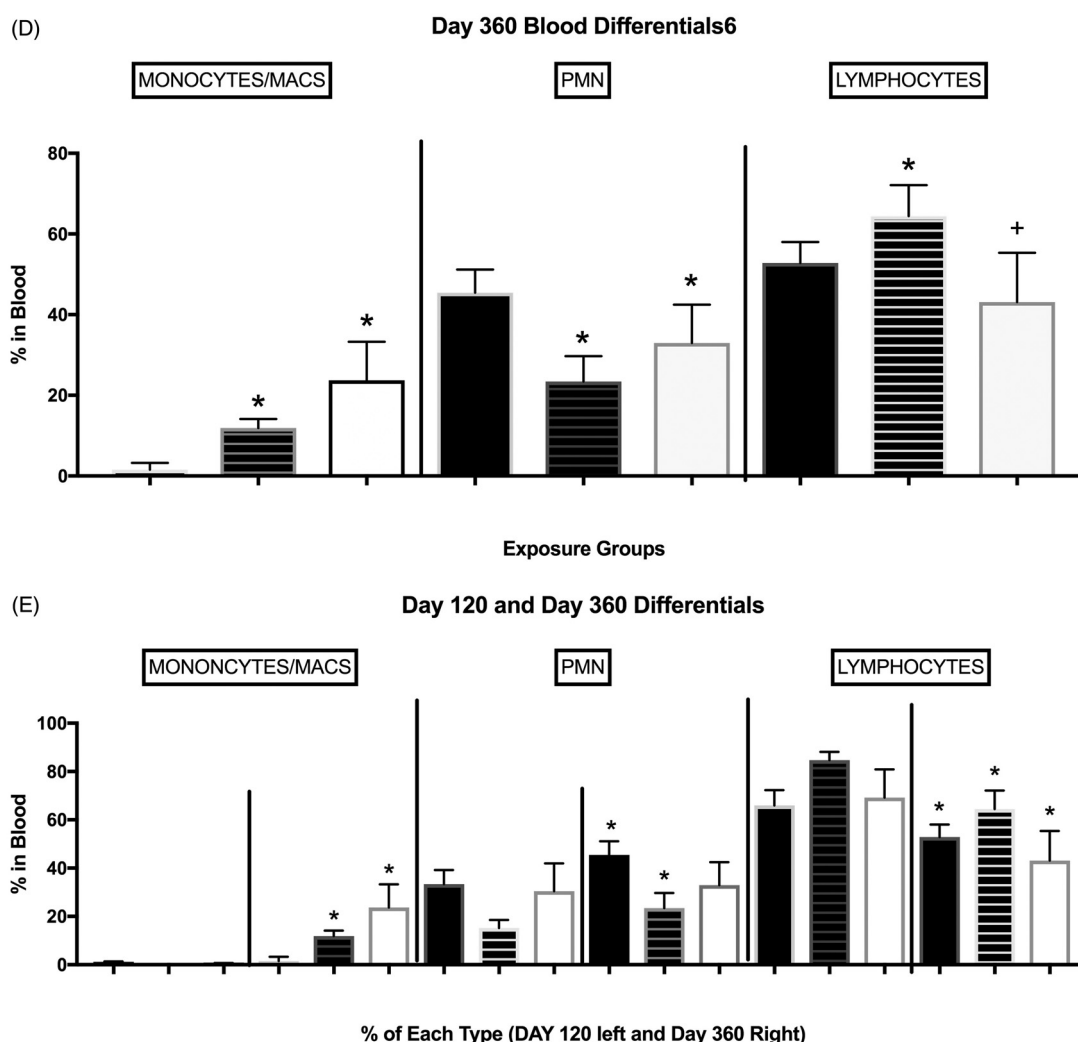 (D)
Day 360 Blood Differentials6
MONOCYTES/MACS
PMN
LYMPHOCYTES
80
60
40
20
0
% in Blood
*
*
*
*
*
+
Exposure Groups
(E)
Day 120 and Day 360 Differentials
MONONCYTES/MACS
PMN
LYMPHOCYTES
100
80
60
40
20
0
% in Blood
*
*
*
*
*
*
*
% of Each Type (DAY 120 left and Day 360 Right)